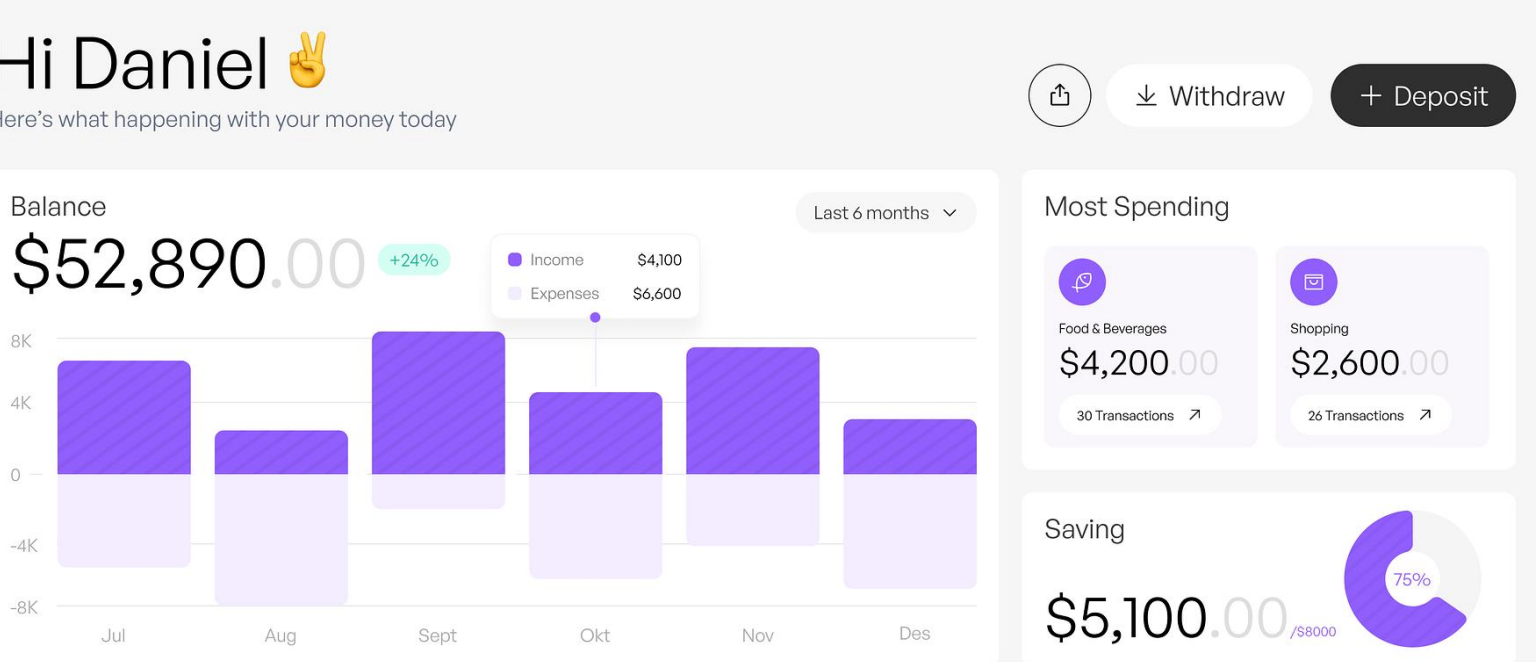 Hi Daniel ✌️
Here's what happening with your money today
Withdraw
Deposit
Balance
$52,890.00
+24%
Last 6 months
Income $4,100
Expenses $6,600
8K
4K
0
-4K
-8K
Jul Aug Sept Okt Nov Des
Most Spending
Food & Beverages
$4,200.00
30 Transactions
Shopping
$2,600.00
26 Transactions
Saving
$5,100.00/$8000
75%